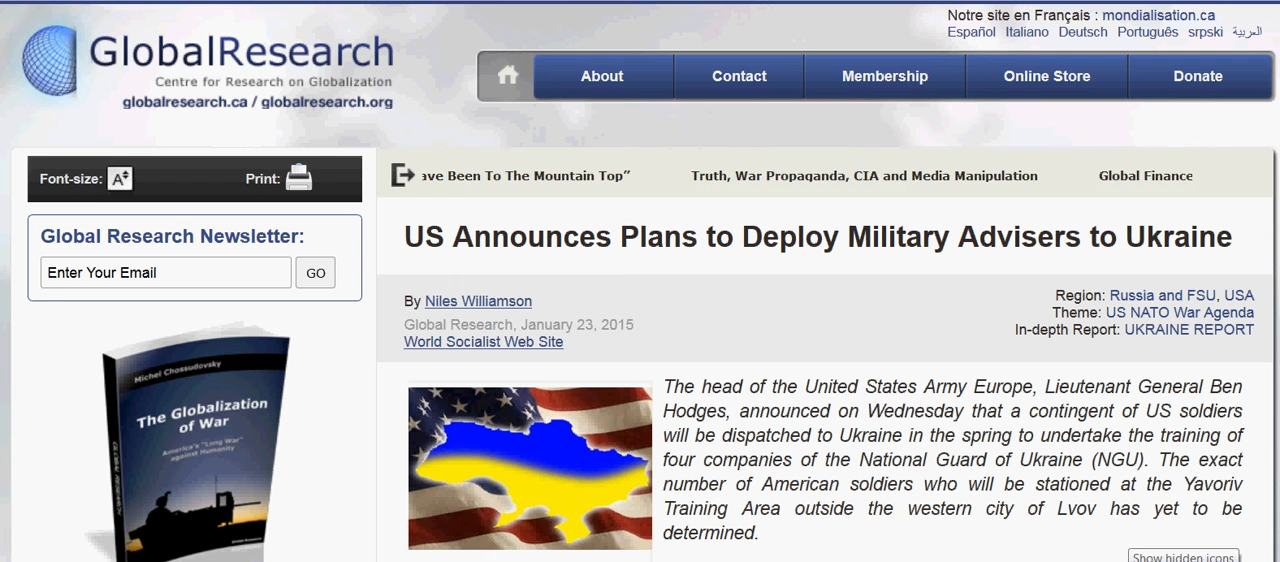 Notre site en Français : mondialisation.ca
Español Italiano Deutsch Português srpski العربية
GlobalResearch
Centre for Research on Globalization
globalresearch.ca / globalresearch.org
About Contact Membership Online Store Donate
Font-size: A Print:
ave Been To The Mountain Top” Truth, War Propaganda, CIA and Media Manipulation Global Finance
Global Research Newsletter:
Enter Your Email GO
US Announces Plans to Deploy Military Advisers to Ukraine
By Niles Williamson
Global Research, January 23, 2015
World Socialist Web Site
Region: Russia and FSU, USA
Theme: US NATO War Agenda
In-depth Report: UKRAINE REPORT
Michel Chossudovsky
The Globalization
of War
America's "Long War"
against Humanity
GLOBAL RESEARCH
The head of the United States Army Europe, Lieutenant General Ben
Hodges, announced on Wednesday that a contingent of US soldiers
will be dispatched to Ukraine in the spring to undertake the training of
four companies of the National Guard of Ukraine (NGU). The exact
number of American soldiers who will be stationed at the Yavoriv
Training Area outside the western city of Lvov has yet to be
determined.
Show hidden icons